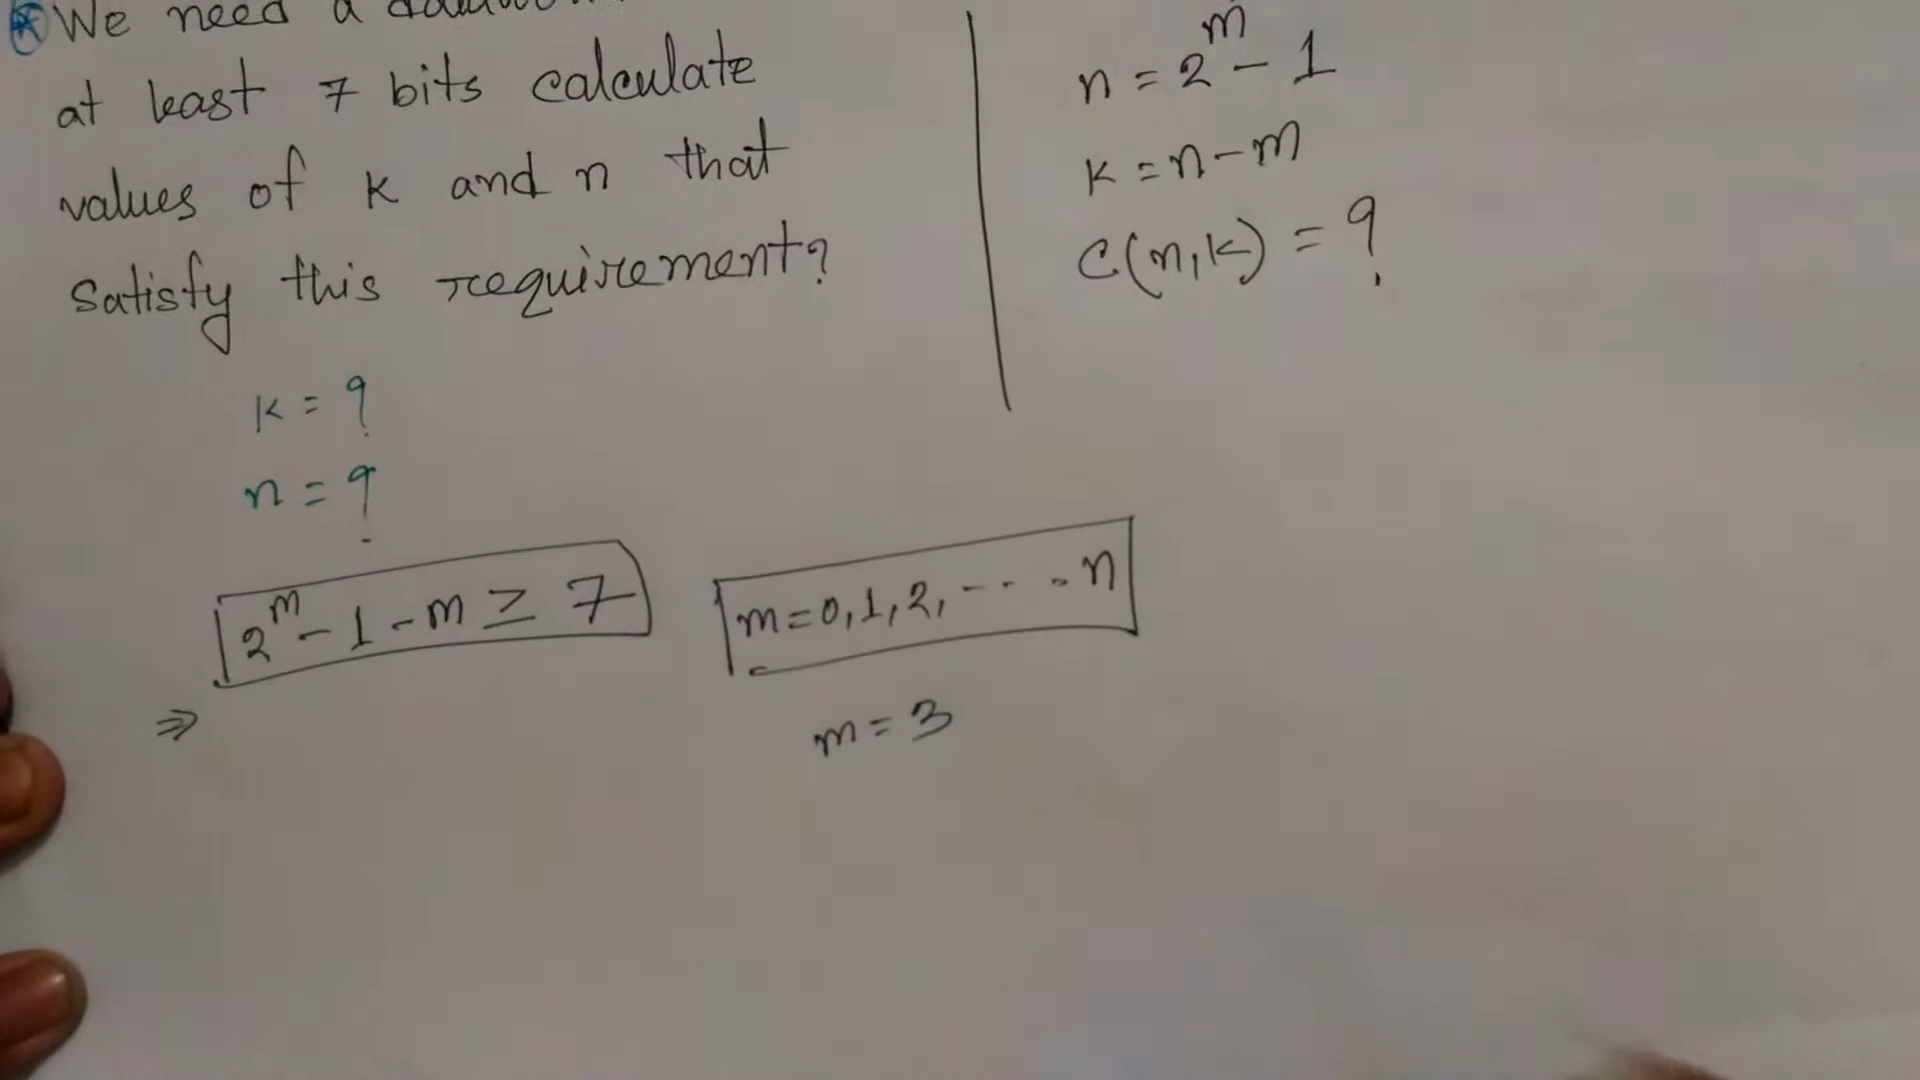 We need a
at least 7 bits calculate
values of k and n that
satisfy this requirement?
n = 2^m - 1
k = n - m
C(n,k) = ?
k = ?
n = ?
2^m - 1 - m ≥ 7
m = 0, 1, 2, - - - - n
⇒
m = 3